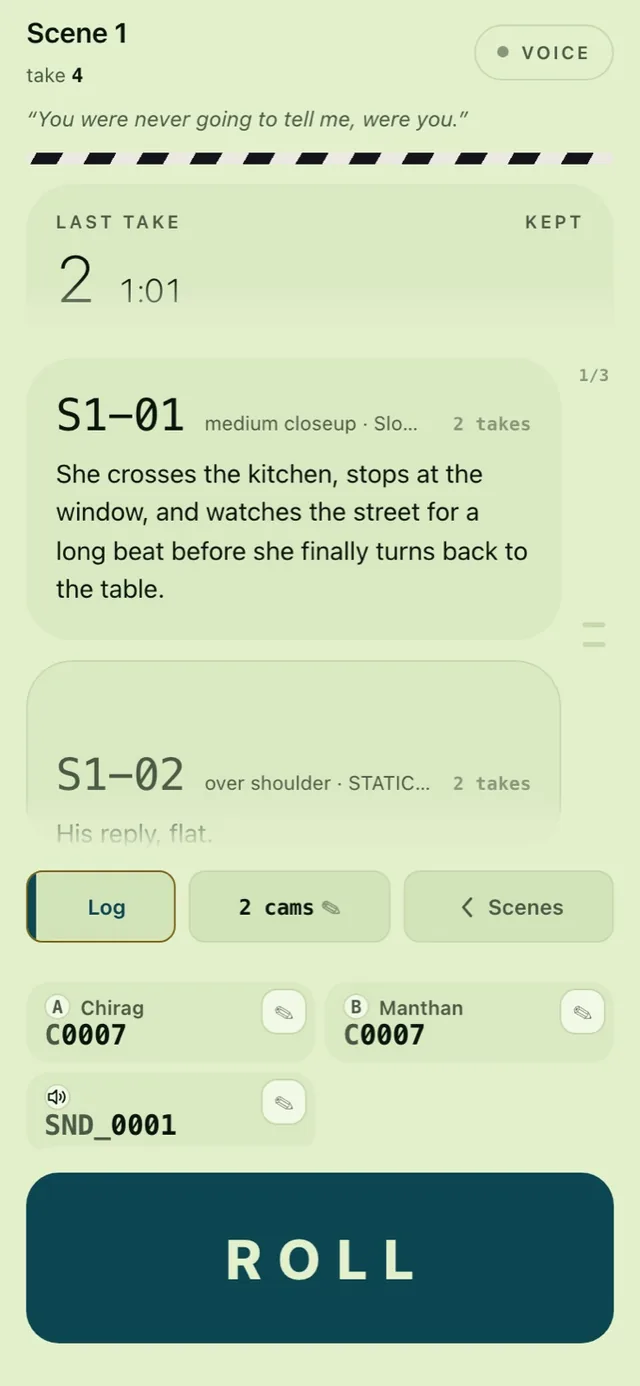 Scene 1
VOICE
take 4
“You were never going to tell me, were you.”
LAST TAKE
KEPT
2 1:01
1/3
S1–01 medium closeup · Slo... 2 takes
She crosses the kitchen, stops at the
window, and watches the street for a
long beat before she finally turns back to
the table.
S1–02 over shoulder · STATIC... 2 takes
His reply, flat.
Log
2 cams
Scenes
A Chirag
C0007
B Manthan
C0007
SND_0001
ROLL